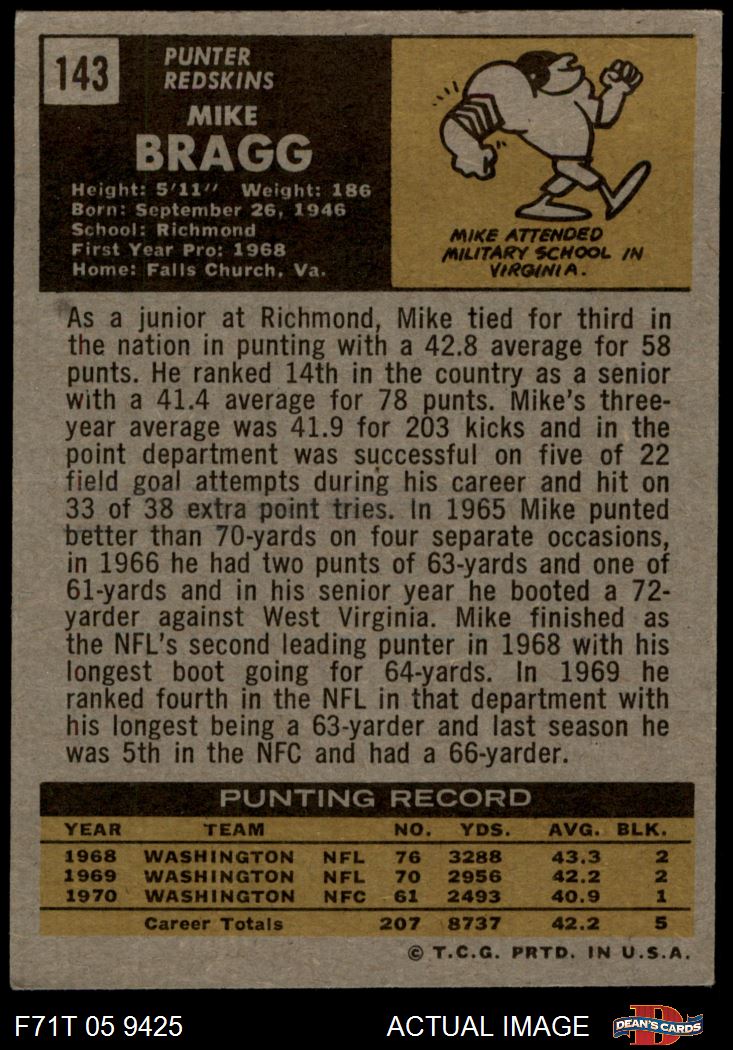 143
PUNTER
REDSKINS
MIKE
BRAGG
Height: 5'11" Weight: 186
Born: September 26, 1946
School: Richmond
First Year Pro: 1968
Home: Falls Church, Va.
MIKE ATTENDED
MILITARY SCHOOL IN
VIRGINIA.
As a junior at Richmond, Mike tied for third in
the nation in punting with a 42.8 average for 58
punts. He ranked 14th in the country as a senior
with a 41.4 average for 78 punts. Mike's three-
year average was 41.9 for 203 kicks and in the
point department was successful on five of 22
field goal attempts during his career and hit on
33 of 38 extra point tries. In 1965 Mike punted
better than 70-yards on four separate occasions,
in 1966 he had two punts of 63-yards and one of
61-yards and in his senior year he booted a 72-
yarder against West Virginia. Mike finished as
the NFL's second leading punter in 1968 with his
longest boot going for 64-yards. In 1969 he
ranked fourth in the NFL in that department with
his longest being a 63-yarder and last season he
was 5th in the NFC and had a 66-yarder.
PUNTING RECORD
YEAR TEAM NO. YDS. AVG. BLK.
1968 WASHINGTON NFL 76 3288 43.3 2
1969 WASHINGTON NFL 70 2956 42.2 2
1970 WASHINGTON NFC 61 2493 40.9 1
Career Totals 207 8737 42.2 5
© T.C.G. PRTD. IN U.S.A.
F71T 05 9425 ACTUAL IMAGE D DEAN'S CARDS